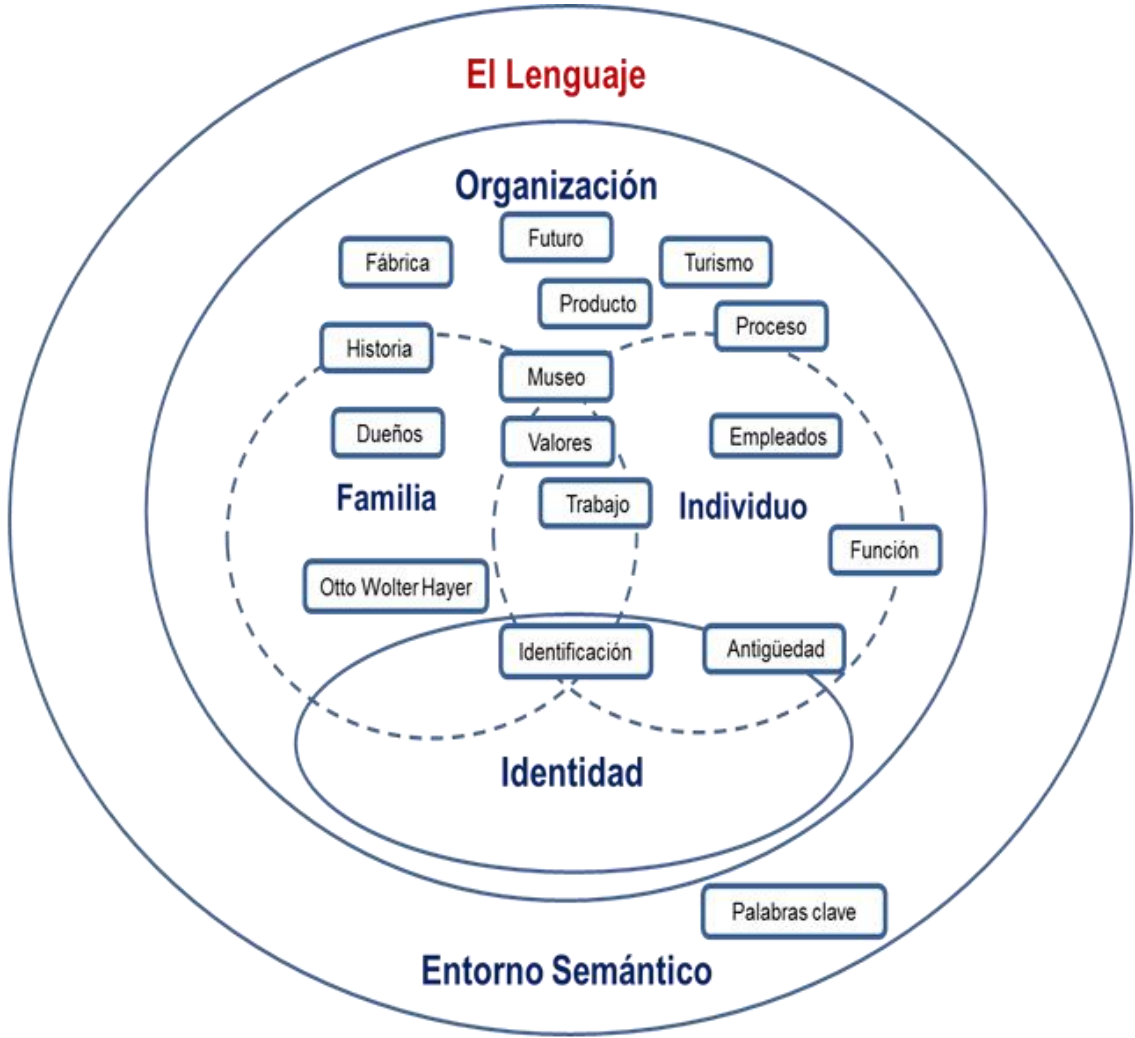 El Lenguaje
Organización
Futuro
Fábrica
Turismo
Producto
Proceso
Historia
Museo
Dueños
Valores
Empleados
Familia
Trabajo
Individuo
Función
Otto Wolter Hayer
Identificación
Antigüedad
Identidad
Palabras clave
Entorno Semántico